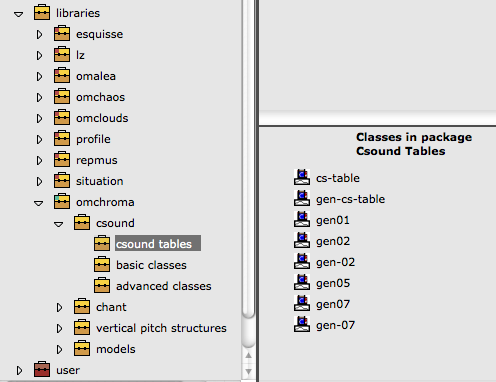 libraries
esquisse
lz
omalea
omchaos
omclouds
profile
repmus
situation
omchroma
csound
csound tables
basic classes
advanced classes
chant
vertical pitch structures
models
user
Classes in package
Csound Tables
cs-table
gen-cs-table
gen01
gen02
gen-02
gen05
gen07
gen-07